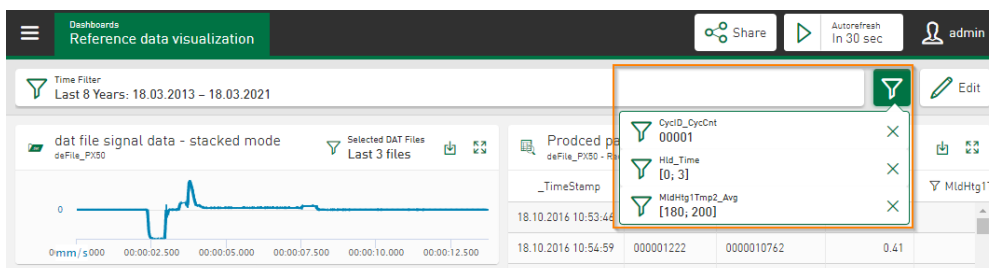 Dashboards
Reference data visualization
Share
Autorefresh
In 30 sec
admin
Time Filter
Last 8 Years: 18.03.2013 – 18.03.2021
Edit
CycID_CycCnt
00001
Hld_Time
[0; 3]
MldHtg1Tmp2_Avg
[180; 200]
dat file signal data - stacked mode
deFile_PX50
Selected DAT Files
Last 3 files
0
0mm/s000 00:00:02.500 00:00:05.000 00:00:07.500 00:00:10.000 00:00:12.500
Prodced pa
deFile_PX50 - Ra
_TimeStamp
MldHtg1
18.10.2016 10:53:46
18.10.2016 10:54:59 000001222 0000010762 0.41